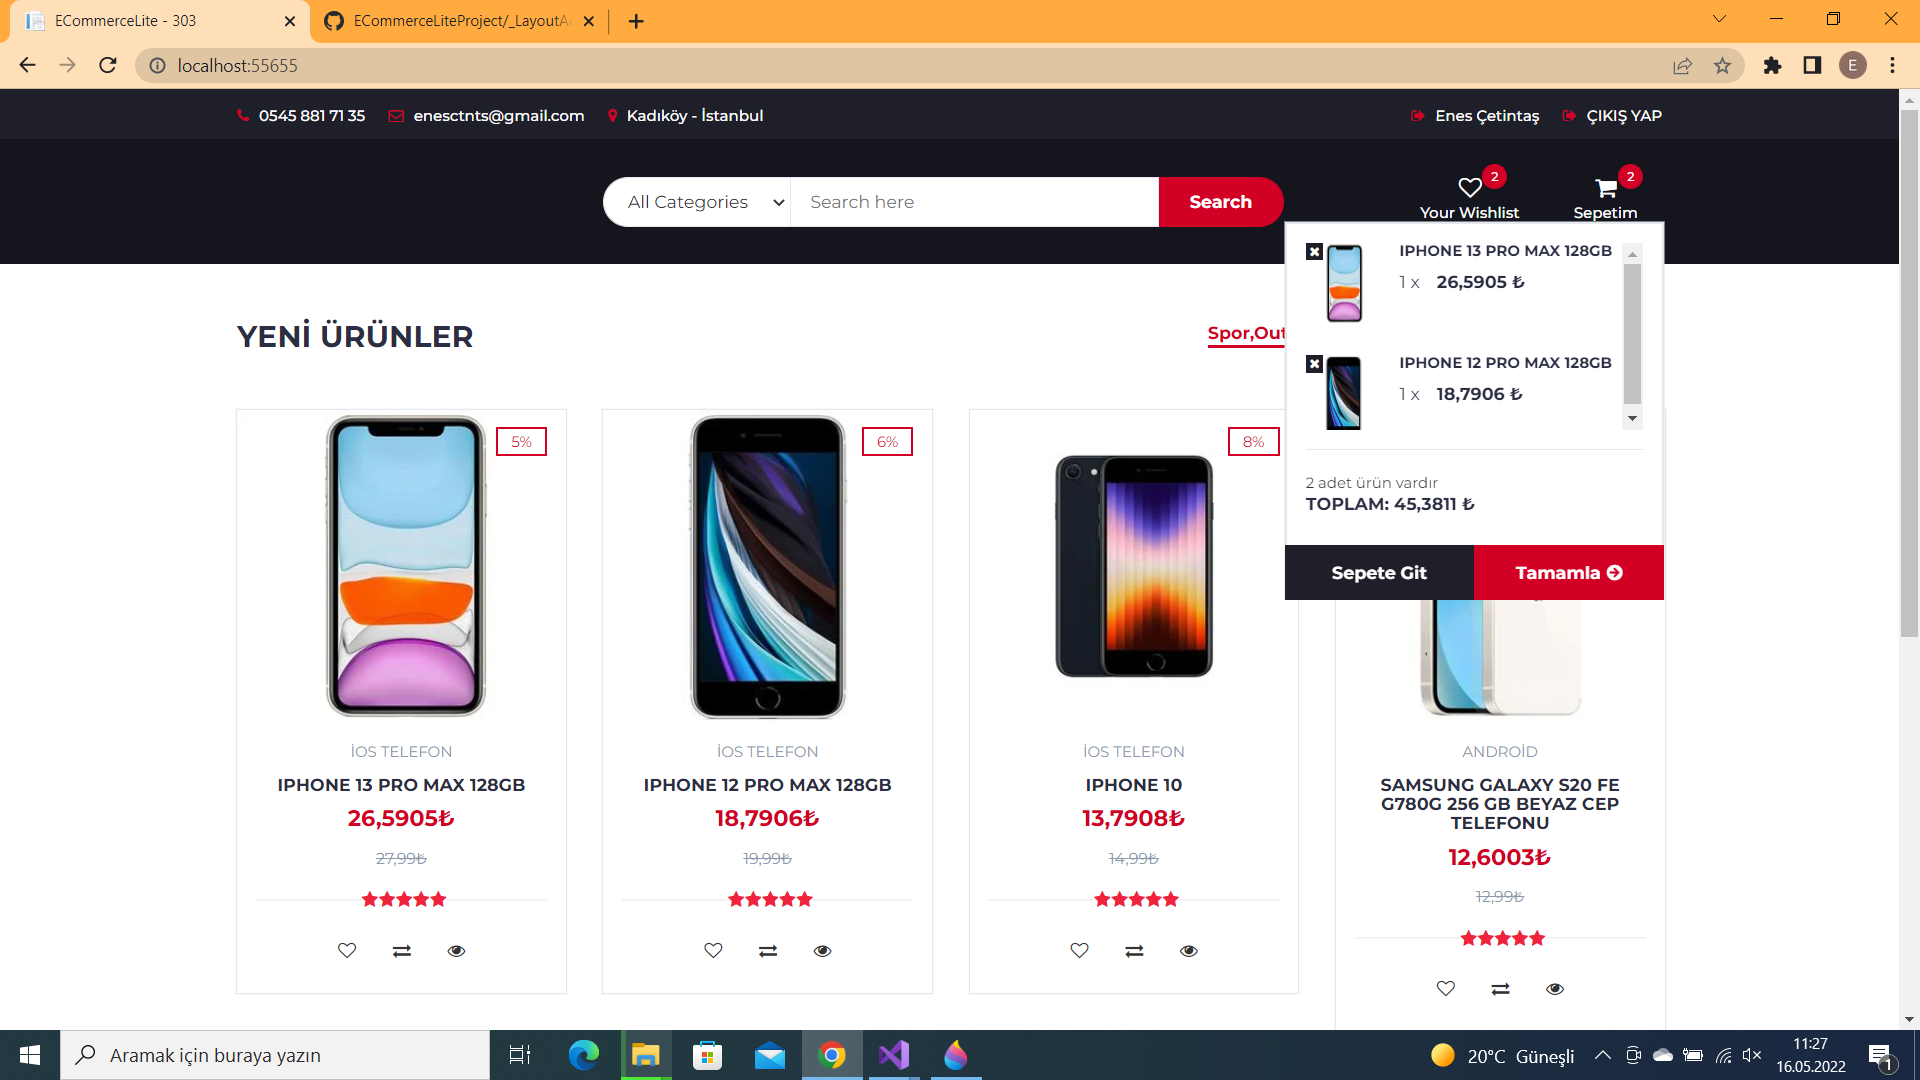 ECommerceLite - 303
ECommerceLiteProject/_LayoutA
localhost:55655
E
0545 881 71 35
enesctnts@gmail.com
Kadıköy - İstanbul
Enes Çetintaş
ÇIKIŞ YAP
All Categories
Search here
Search
2
Your Wishlist
2
Sepetim
IPHONE 13 PRO MAX 128GB
1 x 26,5905 ₺
IPHONE 12 PRO MAX 128GB
1 x 18,7906 ₺
2 adet ürün vardır
TOPLAM: 45,3811 ₺
Sepete Git
Tamamla
YENİ ÜRÜNLER
Spor,Out
5%
İOS TELEFON
IPHONE 13 PRO MAX 128GB
26,5905₺
27,99₺
6%
İOS TELEFON
IPHONE 12 PRO MAX 128GB
18,7906₺
19,99₺
8%
İOS TELEFON
IPHONE 10
13,7908₺
14,99₺
ANDROİD
SAMSUNG GALAXY S20 FE
G780G 256 GB BEYAZ CEP
TELEFONU
12,6003₺
12,99₺
Aramak için buraya yazın
20°C Güneşli
11:27
16.05.2022
1